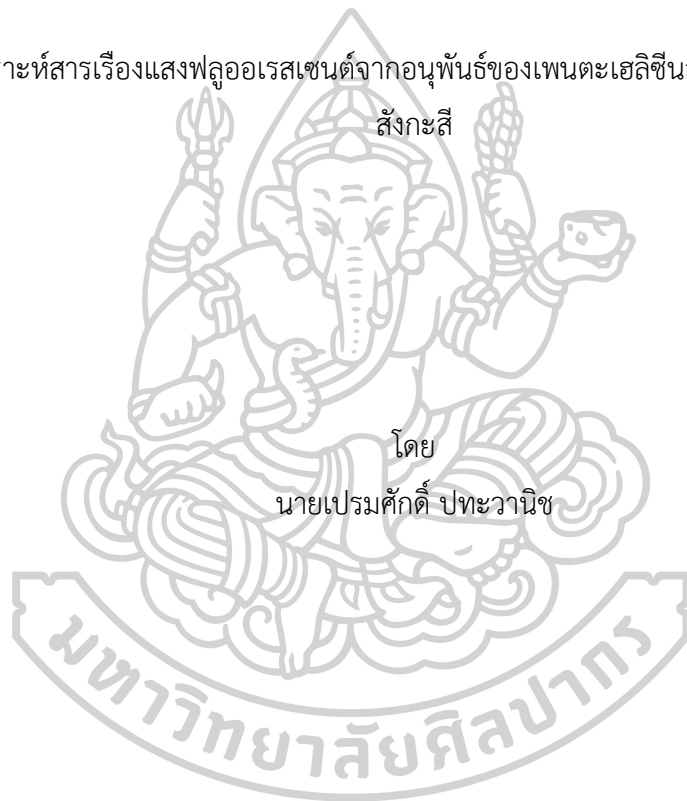 ราะห์สารเรืองแสงฟลูออเรสเซนต์จากอนุพันธ์ของเพนตะเฮลิซีน
สังกะสี
โดย
นายเปรมศักดิ์ ปทะวานิช
มหาวิทยาลัยศิลปากร